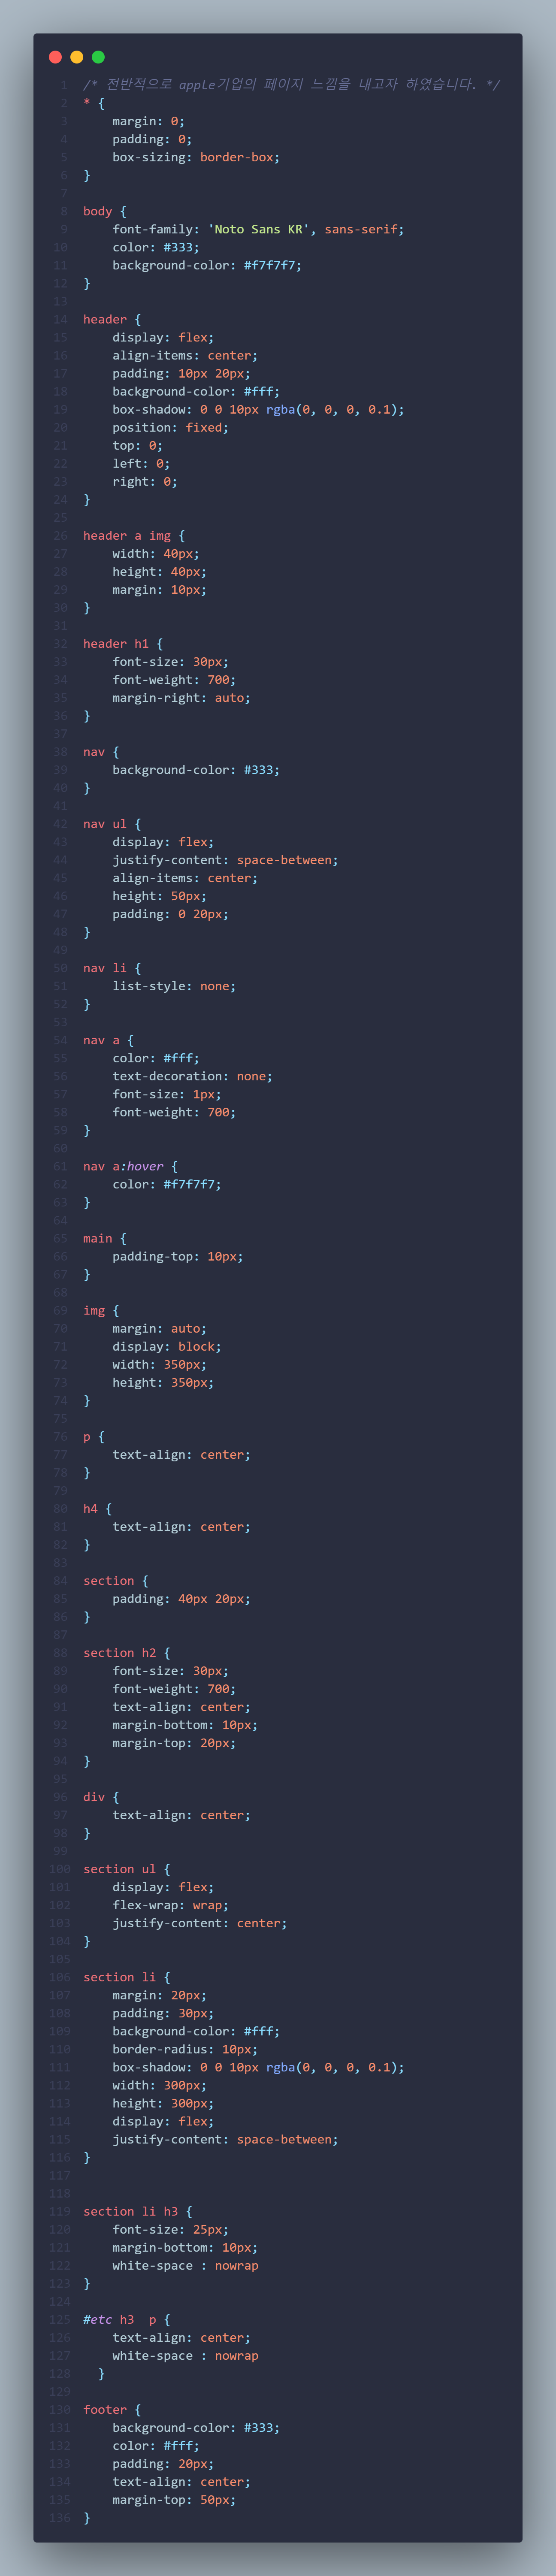 1 /* 전반적으로 apple기업의 페이지 느낌을 내고자 하였습니다. */
2 * {
3     margin: 0;
4     padding: 0;
5     box-sizing: border-box;
6 }
7
8 body {
9     font-family: 'Noto Sans KR', sans-serif;
10     color: #333;
11     background-color: #f7f7f7;
12 }
13
14 header {
15     display: flex;
16     align-items: center;
17     padding: 10px 20px;
18     background-color: #fff;
19     box-shadow: 0 0 10px rgba(0, 0, 0, 0.1);
20     position: fixed;
21     top: 0;
22     left: 0;
23     right: 0;
24 }
25
26 header a img {
27     width: 40px;
28     height: 40px;
29     margin: 10px;
30 }
31
32 header h1 {
33     font-size: 30px;
34     font-weight: 700;
35     margin-right: auto;
36 }
37
38 nav {
39     background-color: #333;
40 }
41
42 nav ul {
43     display: flex;
44     justify-content: space-between;
45     align-items: center;
46     height: 50px;
47     padding: 0 20px;
48 }
49
50 nav li {
51     list-style: none;
52 }
53
54 nav a {
55     color: #fff;
56     text-decoration: none;
57     font-size: 1px;
58     font-weight: 700;
59 }
60
61 nav a:hover {
62     color: #f7f7f7;
63 }
64
65 main {
66     padding-top: 10px;
67 }
68
69 img {
70     margin: auto;
71     display: block;
72     width: 350px;
73     height: 350px;
74 }
75
76 p {
77     text-align: center;
78 }
79
80 h4 {
81     text-align: center;
82 }
83
84 section {
85     padding: 40px 20px;
86 }
87
88 section h2 {
89     font-size: 30px;
90     font-weight: 700;
91     text-align: center;
92     margin-bottom: 10px;
93     margin-top: 20px;
94 }
95
96 div {
97     text-align: center;
98 }
99
100 section ul {
101     display: flex;
102     flex-wrap: wrap;
103     justify-content: center;
104 }
105
106 section li {
107     margin: 20px;
108     padding: 30px;
109     background-color: #fff;
110     border-radius: 10px;
111     box-shadow: 0 0 10px rgba(0, 0, 0, 0.1);
112     width: 300px;
113     height: 300px;
114     display: flex;
115     justify-content: space-between;
116 }
117
118
119 section li h3 {
120     font-size: 25px;
121     margin-bottom: 10px;
122     white-space : nowrap
123 }
124
125 #etc h3  p {
126     text-align: center;
127     white-space : nowrap
128   }
129
130 footer {
131     background-color: #333;
132     color: #fff;
133     padding: 20px;
134     text-align: center;
135     margin-top: 50px;
136 }